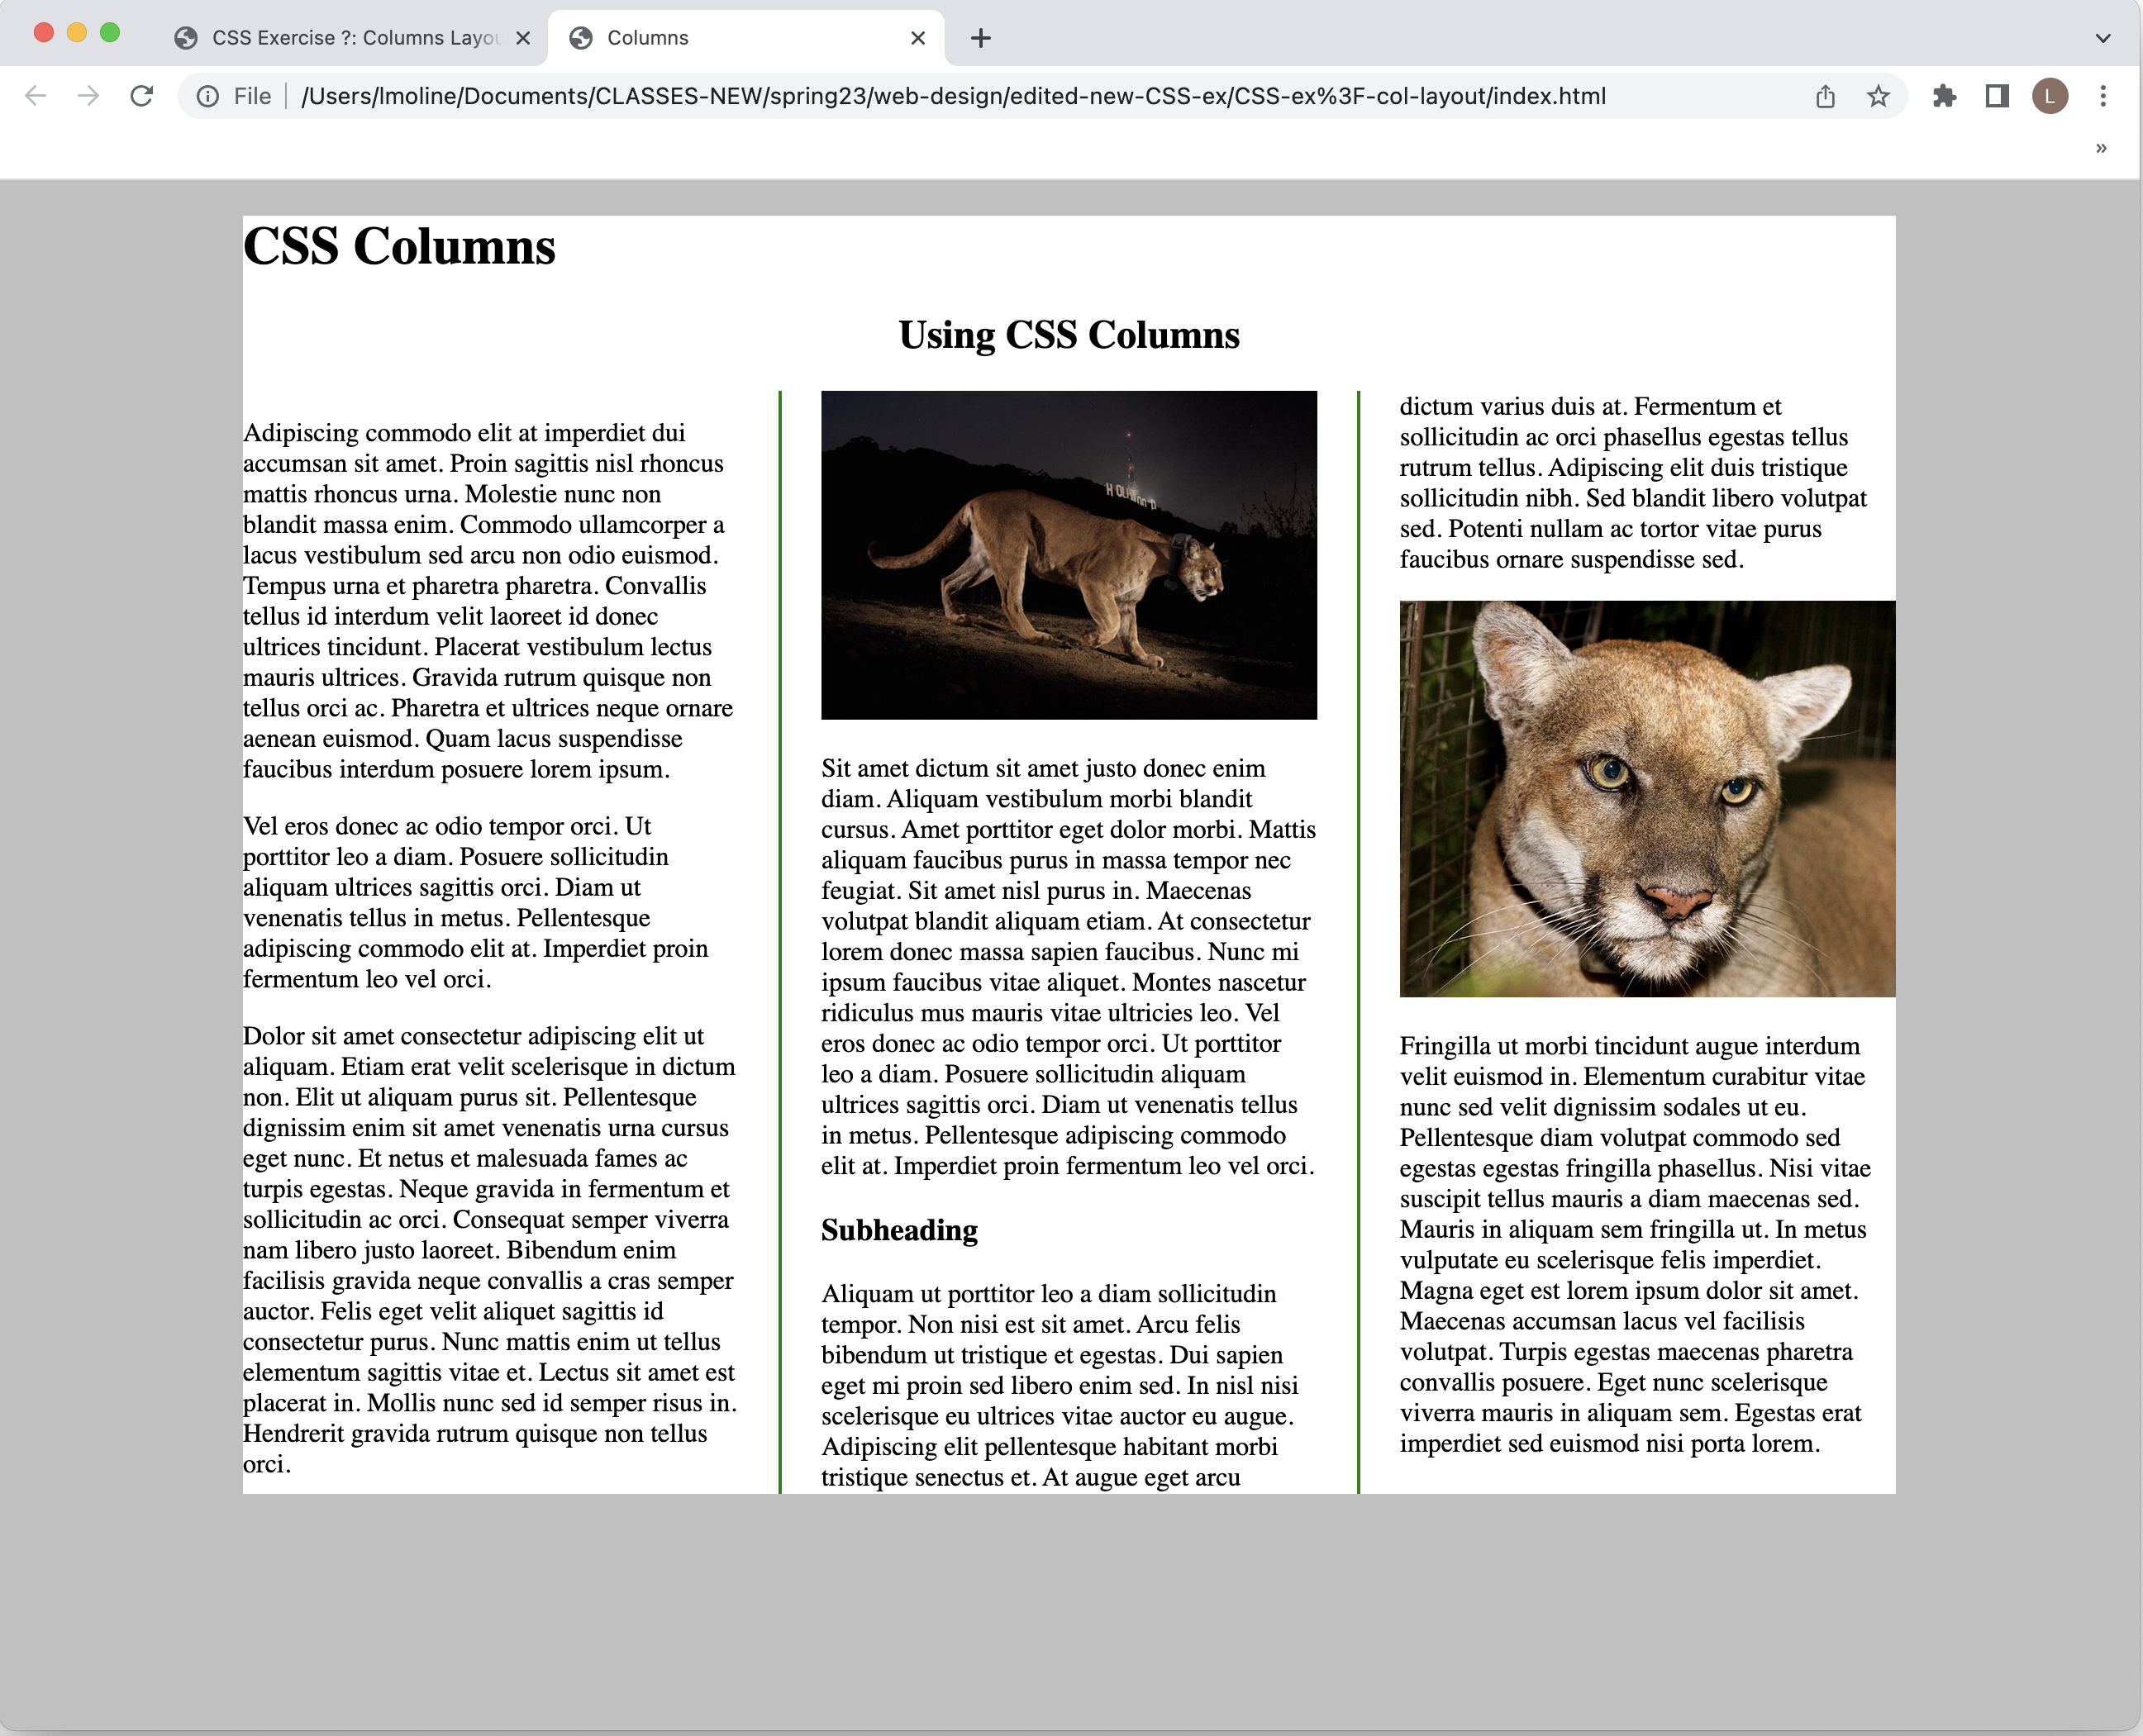 CSS Exercise ?: Columns Layou
Columns
File
/Users/lmoline/Documents/CLASSES-NEW/spring23/web-design/edited-new-CSS-ex/CSS-ex%3F-col-layout/index.html
L
»
CSS Columns
Using CSS Columns
Adipiscing commodo elit at imperdiet dui
accumsan sit amet. Proin sagittis nisl rhoncus
mattis rhoncus urna. Molestie nunc non
blandit massa enim. Commodo ullamcorper a
lacus vestibulum sed arcu non odio euismod.
Tempus urna et pharetra pharetra. Convallis
tellus id interdum velit laoreet id donec
ultrices tincidunt. Placerat vestibulum lectus
mauris ultrices. Gravida rutrum quisque non
tellus orci ac. Pharetra et ultrices neque ornare
aenean euismod. Quam lacus suspendisse
faucibus interdum posuere lorem ipsum.
Vel eros donec ac odio tempor orci. Ut
porttitor leo a diam. Posuere sollicitudin
aliquam ultrices sagittis orci. Diam ut
venenatis tellus in metus. Pellentesque
adipiscing commodo elit at. Imperdiet proin
fermentum leo vel orci.
Dolor sit amet consectetur adipiscing elit ut
aliquam. Etiam erat velit scelerisque in dictum
non. Elit ut aliquam purus sit. Pellentesque
dignissim enim sit amet venenatis urna cursus
eget nunc. Et netus et malesuada fames ac
turpis egestas. Neque gravida in fermentum et
sollicitudin ac orci. Consequat semper viverra
nam libero justo laoreet. Bibendum enim
facilisis gravida neque convallis a cras semper
auctor. Felis eget velit aliquet sagittis id
consectetur purus. Nunc mattis enim ut tellus
elementum sagittis vitae et. Lectus sit amet est
placerat in. Mollis nunc sed id semper risus in.
Hendrerit gravida rutrum quisque non tellus
orci.
HOLLYWOOD
Sit amet dictum sit amet justo donec enim
diam. Aliquam vestibulum morbi blandit
cursus. Amet porttitor eget dolor morbi. Mattis
aliquam faucibus purus in massa tempor nec
feugiat. Sit amet nisl purus in. Maecenas
volutpat blandit aliquam etiam. At consectetur
lorem donec massa sapien faucibus. Nunc mi
ipsum faucibus vitae aliquet. Montes nascetur
ridiculus mus mauris vitae ultricies leo. Vel
eros donec ac odio tempor orci. Ut porttitor
leo a diam. Posuere sollicitudin aliquam
ultrices sagittis orci. Diam ut venenatis tellus
in metus. Pellentesque adipiscing commodo
elit at. Imperdiet proin fermentum leo vel orci.
Subheading
Aliquam ut porttitor leo a diam sollicitudin
tempor. Non nisi est sit amet. Arcu felis
bibendum ut tristique et egestas. Dui sapien
eget mi proin sed libero enim sed. In nisl nisi
scelerisque eu ultrices vitae auctor eu augue.
Adipiscing elit pellentesque habitant morbi
tristique senectus et. At augue eget arcu
dictum varius duis at. Fermentum et
sollicitudin ac orci phasellus egestas tellus
rutrum tellus. Adipiscing elit duis tristique
sollicitudin nibh. Sed blandit libero volutpat
sed. Potenti nullam ac tortor vitae purus
faucibus ornare suspendisse sed.
Fringilla ut morbi tincidunt augue interdum
velit euismod in. Elementum curabitur vitae
nunc sed velit dignissim sodales ut eu.
Pellentesque diam volutpat commodo sed
egestas egestas fringilla phasellus. Nisi vitae
suscipit tellus mauris a diam maecenas sed.
Mauris in aliquam sem fringilla ut. In metus
vulputate eu scelerisque felis imperdiet.
Magna eget est lorem ipsum dolor sit amet.
Maecenas accumsan lacus vel facilisis
volutpat. Turpis egestas maecenas pharetra
convallis posuere. Eget nunc scelerisque
viverra mauris in aliquam sem. Egestas erat
imperdiet sed euismod nisi porta lorem.